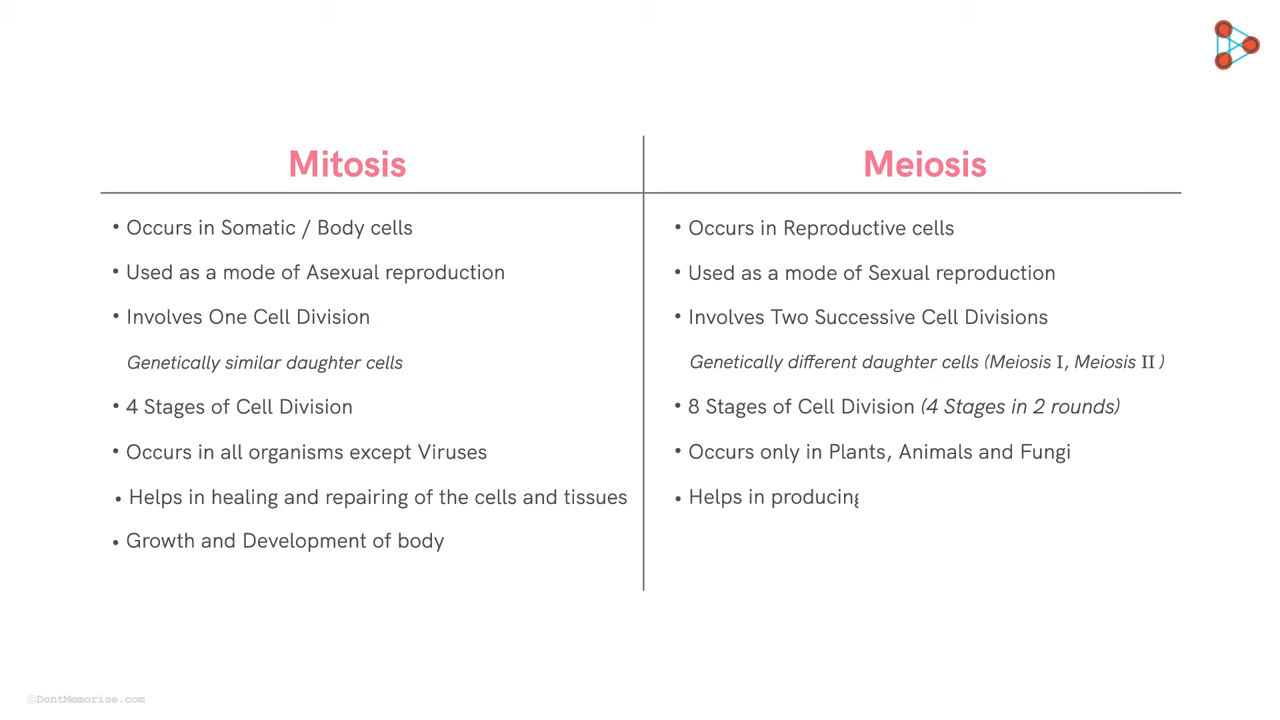 Mitosis
• Occurs in Somatic / Body cells
• Used as a mode of Asexual reproduction
• Involves One Cell Division
Genetically similar daughter cells
• 4 Stages of Cell Division
• Occurs in all organisms except Viruses
• Helps in healing and repairing of the cells and tissues
• Growth and Development of body
Meiosis
• Occurs in Reproductive cells
• Used as a mode of Sexual reproduction
• Involves Two Successive Cell Divisions
Genetically different daughter cells (Meiosis I, Meiosis II )
• 8 Stages of Cell Division (4 Stages in 2 rounds)
• Occurs only in Plants, Animals and Fungi
• Helps in producing
©DontMemorise.com